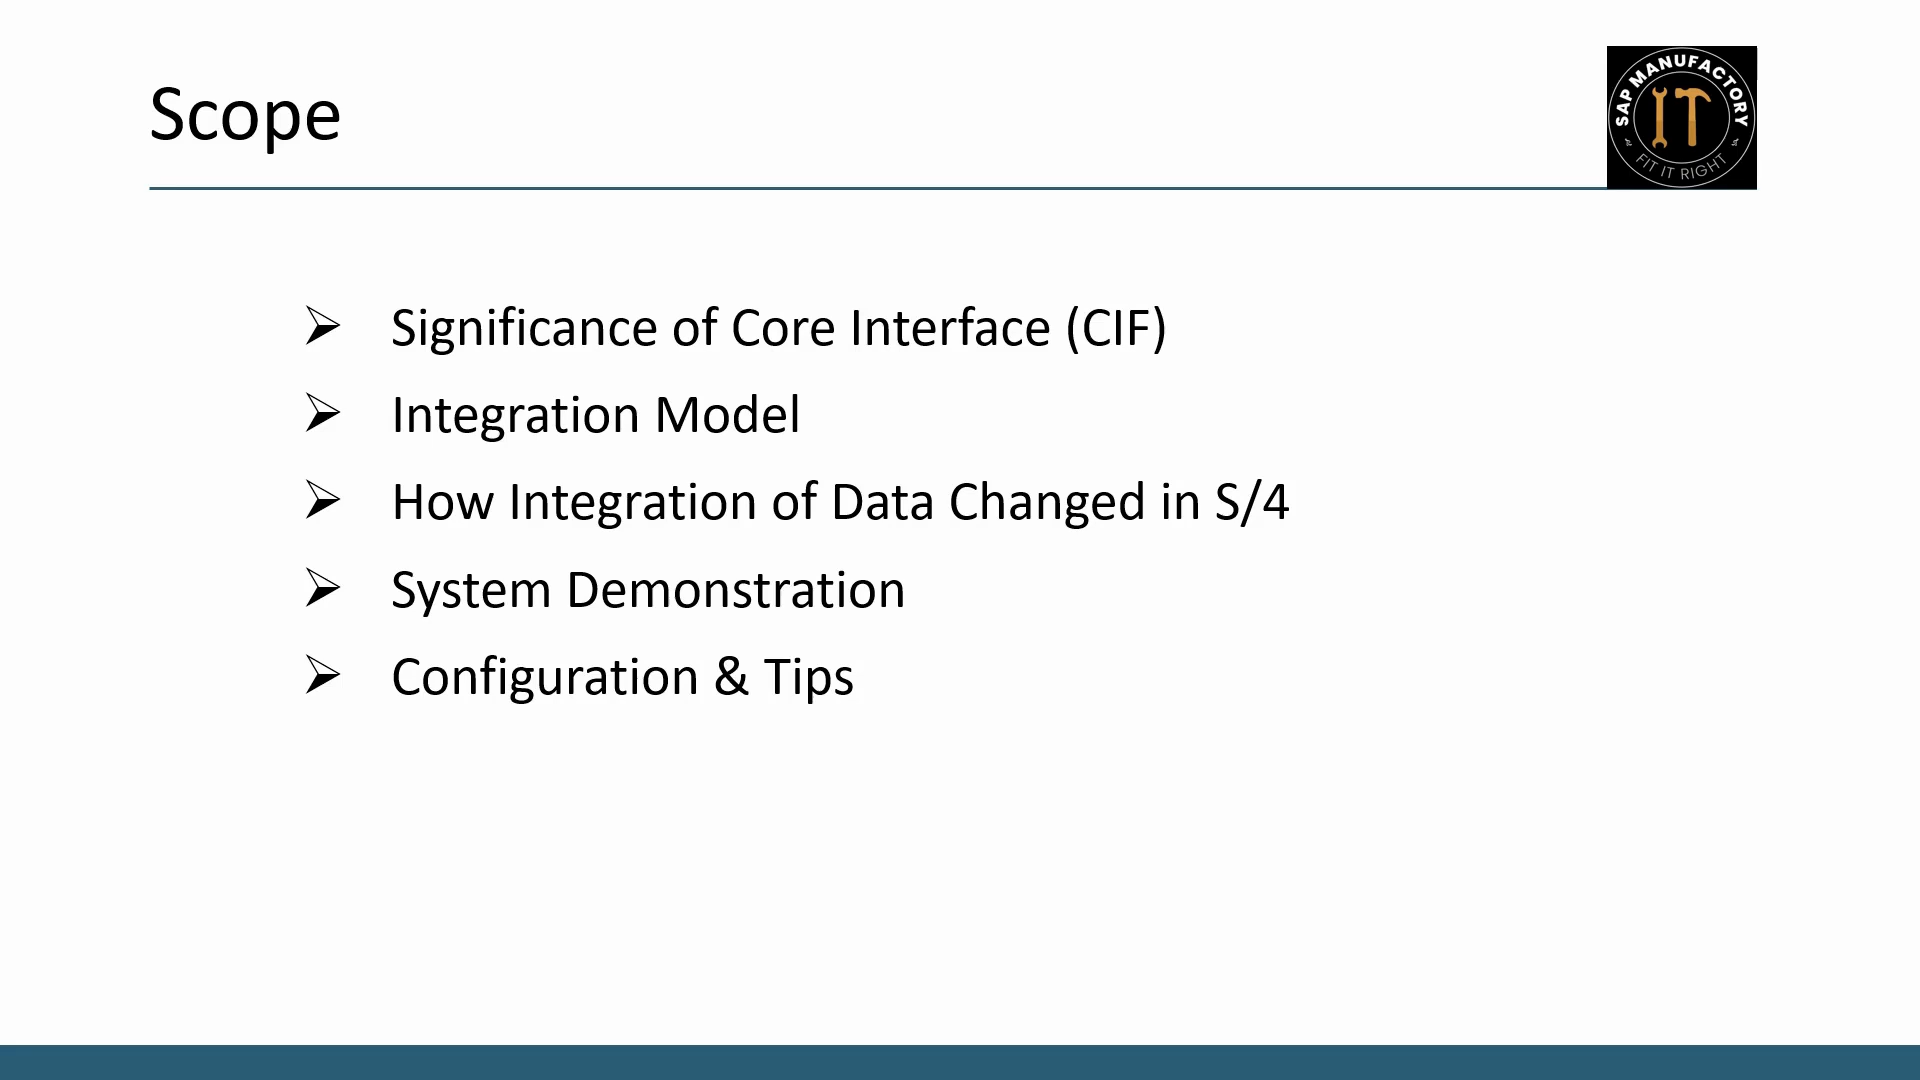 Scope
SAP MANUFACTORY
IT
FIT IT RIGHT
Significance of Core Interface (CIF)
Integration Model
How Integration of Data Changed in S/4
System Demonstration
Configuration & Tips